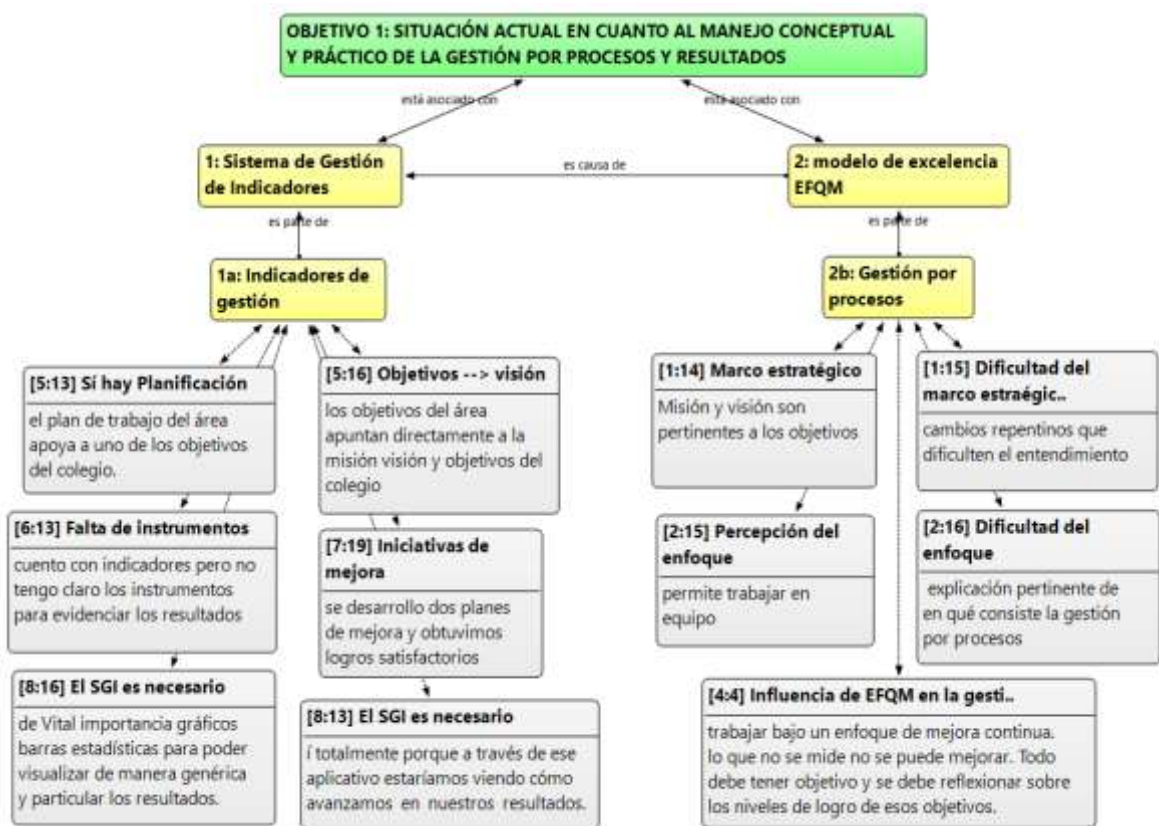 OBJETIVO 1: SITUACIÓN ACTUAL EN CUANTO AL MANEJO CONCEPTUAL
Y PRÁCTICO DE LA GESTIÓN POR PROCESOS Y RESULTADOS
está asociado con
está asociado con
1: Sistema de Gestión
de Indicadores
es causa de
2: modelo de excelencia
EFQM
es parte de
es parte de
1a: Indicadores de
gestión
2b: Gestión por
procesos
[5:13] Sí hay Planificación
el plan de trabajo del área
apoya a uno de los objetivos
del colegio.
[5:16] Objetivos --> visión
los objetivos del área
apuntan directamente a la
misión visión y objetivos del
colegio
[1:14] Marco estratégico
Misión y visión son
pertinentes a los objetivos
[1:15] Dificultad del
marco estraégic..
cambios repentinos que
dificulten el entendimiento
[6:13] Falta de instrumentos
cuento con indicadores pero no
tengo claro los instrumentos
para evidenciar los resultados
[7:19] Iniciativas de
mejora
se desarrollo dos planes
de mejora y obtuvimos
logros satisfactorios
[2:15] Percepción del
enfoque
permite trabajar en
equipo
[2:16] Dificultad del
enfoque
explicación pertinente de
en qué consiste la gestión
por procesos
[8:16] El SGI es necesario
de Vital importancia gráficos
barras estadísticas para poder
visualizar de manera genérica
y particular los resultados.
[8:13] El SGI es necesario
í totalmente porque a través de ese
aplicativo estaríamos viendo cómo
avanzamos en nuestros resultados.
[4:4] Influencia de EFQM en la gesti..
trabajar bajo un enfoque de mejora continua.
lo que no se mide no se puede mejorar. Todo
debe tener objetivo y se debe reflexionar sobre
los niveles de logro de esos objetivos.